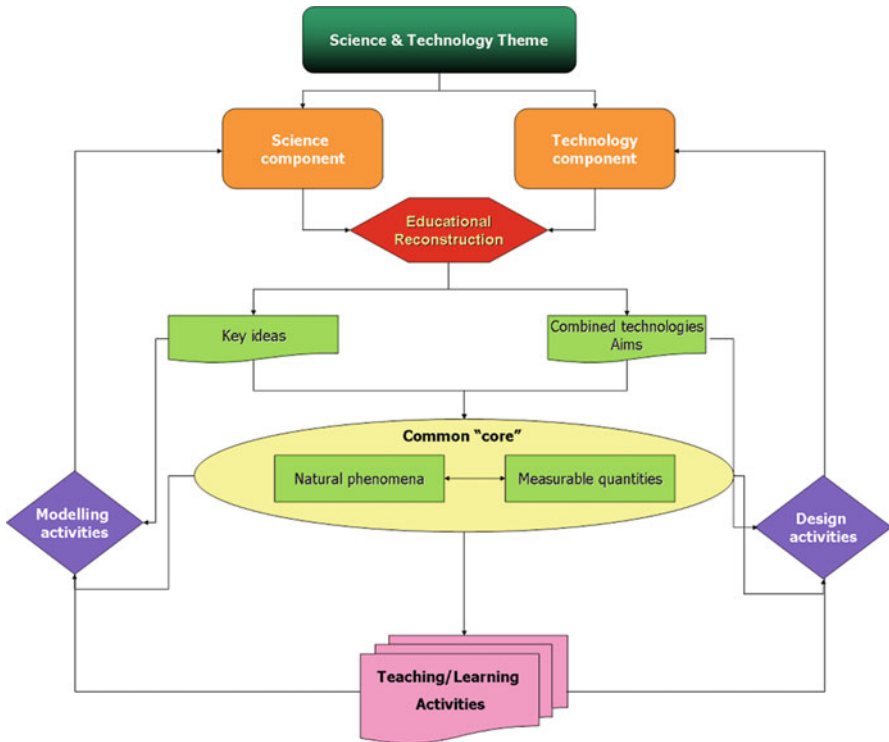 Science & Technology Theme
Science
component
Technology
component
Educational
Reconstruction
Key ideas
Combined technologies
Aims
Common “core”
Natural phenomena
Measurable quantities
Modelling
activities
Design
activities
Teaching/Learning
Activities